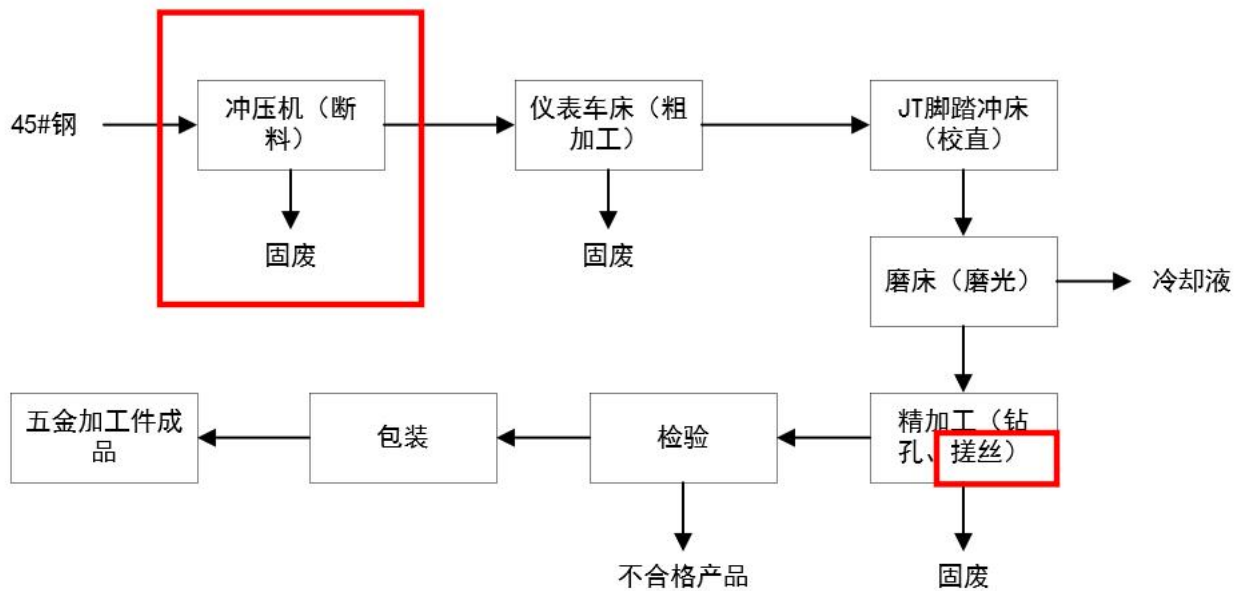 45#钢
冲压机（断
料）
仪表车床（粗
加工）
JT脚踏冲床
（校直）
固废
固废
磨床（磨光）
冷却液
五金加工件成
品
包装
检验
精加工（钻
孔、搓丝）
不合格产品
固废